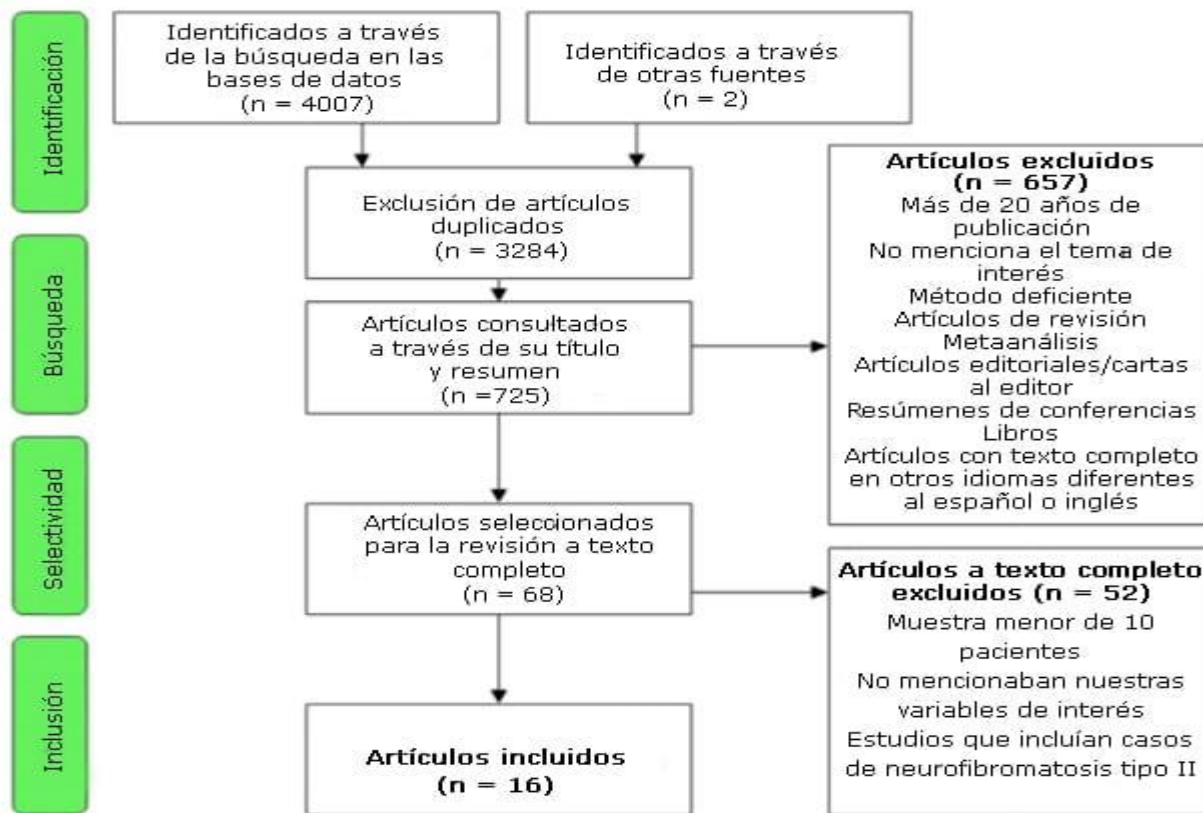 Identificación
Identificados a través
de la búsqueda en las
bases de datos
(n = 4007)
Identificados a través
de otras fuentes
(n = 2)
Exclusión de artículos
duplicados
(n = 3284)
Búsqueda
Artículos consultados
a través de su título
y resumen
(n =725)
Artículos excluidos
(n = 657)
Más de 20 años de
publicación
No menciona el tema de
interés
Método deficiente
Artículos de revisión
Metaanálisis
Artículos editoriales/cartas
al editor
Resúmenes de conferencias
Libros
Artículos con texto completo
en otros idiomas diferentes
al español o inglés
Selectividad
Artículos seleccionados
para la revisión a texto
completo
(n = 68)
Artículos a texto completo
excluidos (n = 52)
Muestra menor de 10
pacientes
No mencionaban nuestras
variables de interés
Estudios que incluían casos
de neurofibromatosis tipo II
Inclusión
Artículos incluidos
(n = 16)